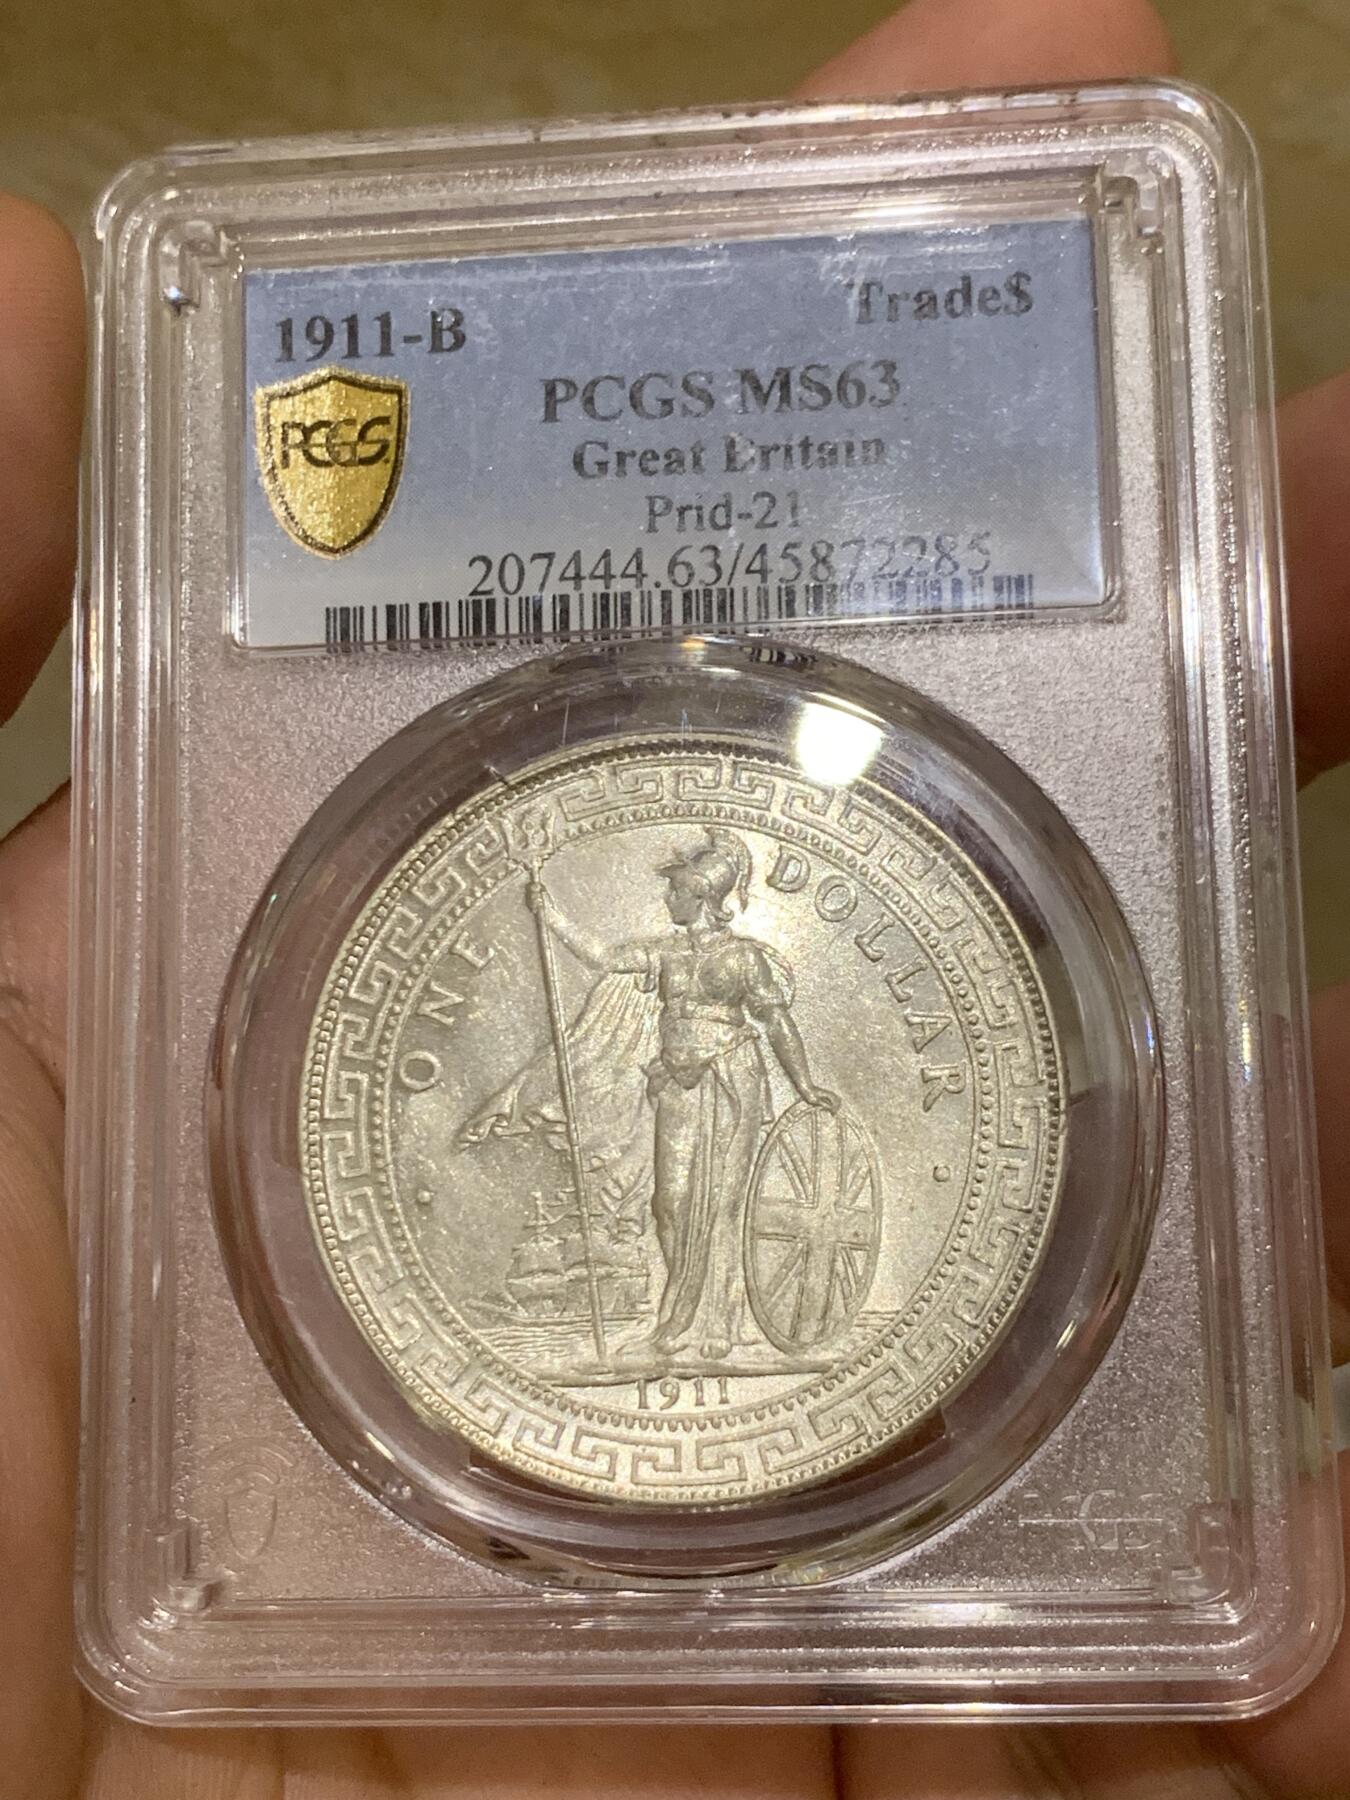 1911-B Trade$
PCGS MS63
PCGS
Great Britain
Prid-21
207444.63/45872285
ONE DOLLAR
1911